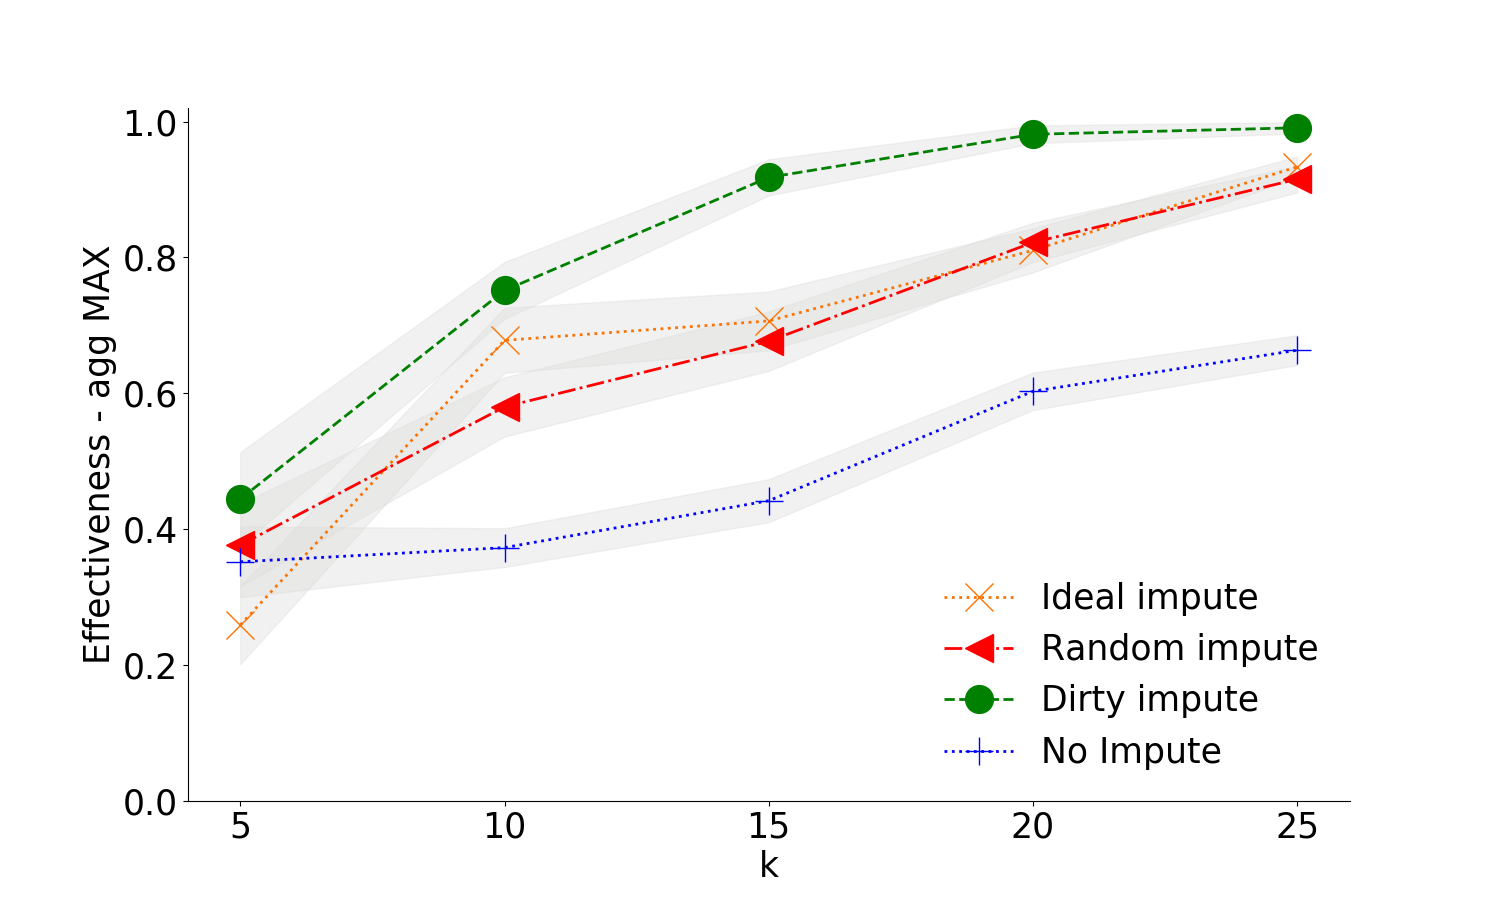 1.0
0.8
0.6
0.4
0.2
0.0
Effectiveness - agg MAX
5 10 15 20 25
k
Ideal impute
Random impute
Dirty impute
No Impute